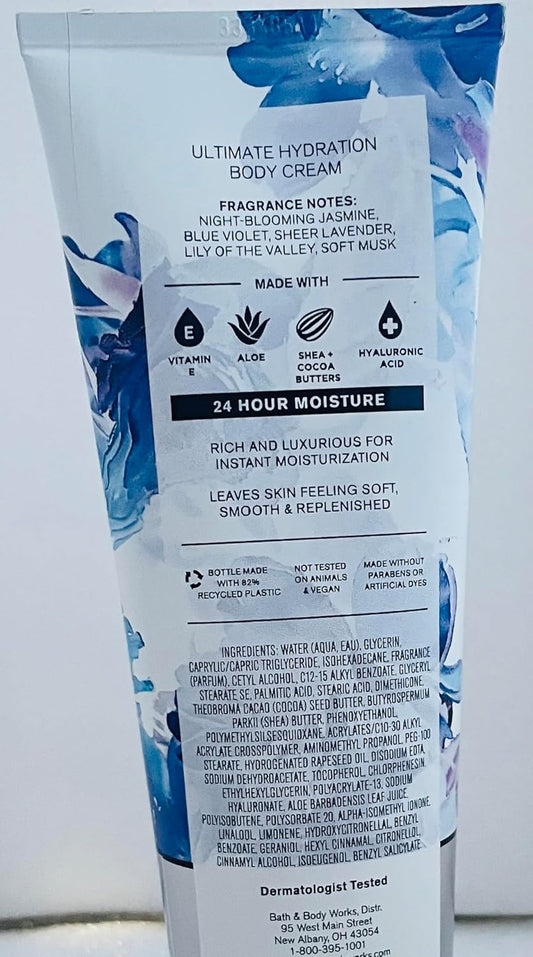 ULTIMATE HYDRATION
BODY CREAM
FRAGRANCE NOTES:
NIGHT-BLOOMING JASMINE,
BLUE VIOLET, SHEER LAVENDER,
LILY OF THE VALLEY, SOFT MUSK
MADE WITH
E
VITAMIN
E
ALOE
SHEA +
COCOA
BUTTERS
HYALURONIC
ACID
24 HOUR MOISTURE
RICH AND LUXURIOUS FOR
INSTANT MOISTURIZATION
LEAVES SKIN FEELING SOFT,
SMOOTH & REPLENISHED
BOTTLE MADE
WITH 82%
RECYCLED PLASTIC
NOT TESTED
ON ANIMALS
& VEGAN
MADE WITHOUT
PARABENS OR
ARTIFICIAL DYES
INGREDIENTS: WATER (AQUA, EAU), GLYCERIN,
CAPRYLIC/CAPRIC TRIGLYCERIDE, ISOHEXADECANE, FRAGRANCE
(PARFUM), CETYL ALCOHOL, C12-15 ALKYL BENZOATE, GLYCERYL
STEARATE SE, PALMITIC ACID, STEARIC ACID, DIMETHICONE,
THEOBROMA CACAO (COCOA) SEED BUTTER, BUTYROSPERMUM
PARKII (SHEA) BUTTER, PHENOXYETHANOL,
POLYMETHYLSILSESQUIOXANE, ACRYLATES/C10-30 ALKYL
ACRYLATE CROSSPOLYMER, AMINOMETHYL PROPANOL, PEG-100
STEARATE, HYDROGENATED RAPESEED OIL, DISODIUM EDTA,
SODIUM DEHYDROACETATE, TOCOPHEROL, CHLORPHENESIN,
ETHYLHEXYLGLYCERIN, POLYACRYLATE-13, SODIUM
HYALURONATE, ALOE BARBADENSIS LEAF JUICE,
POLYISOBUTENE, POLYSORBATE 20, ALPHA-ISOMETHYL IONONE,
LINALOOL, LIMONENE, HYDROXYCITRONELLAL, BENZYL
BENZOATE, GERANIOL, HEXYL CINNAMAL, CITRONELLOL,
CINNAMYL ALCOHOL, ISOEUGENOL, BENZYL SALICYLATE
Dermatologist Tested
Bath & Body Works, Distr.
95 West Main Street
New Albany, OH 43054
1-800-395-1001